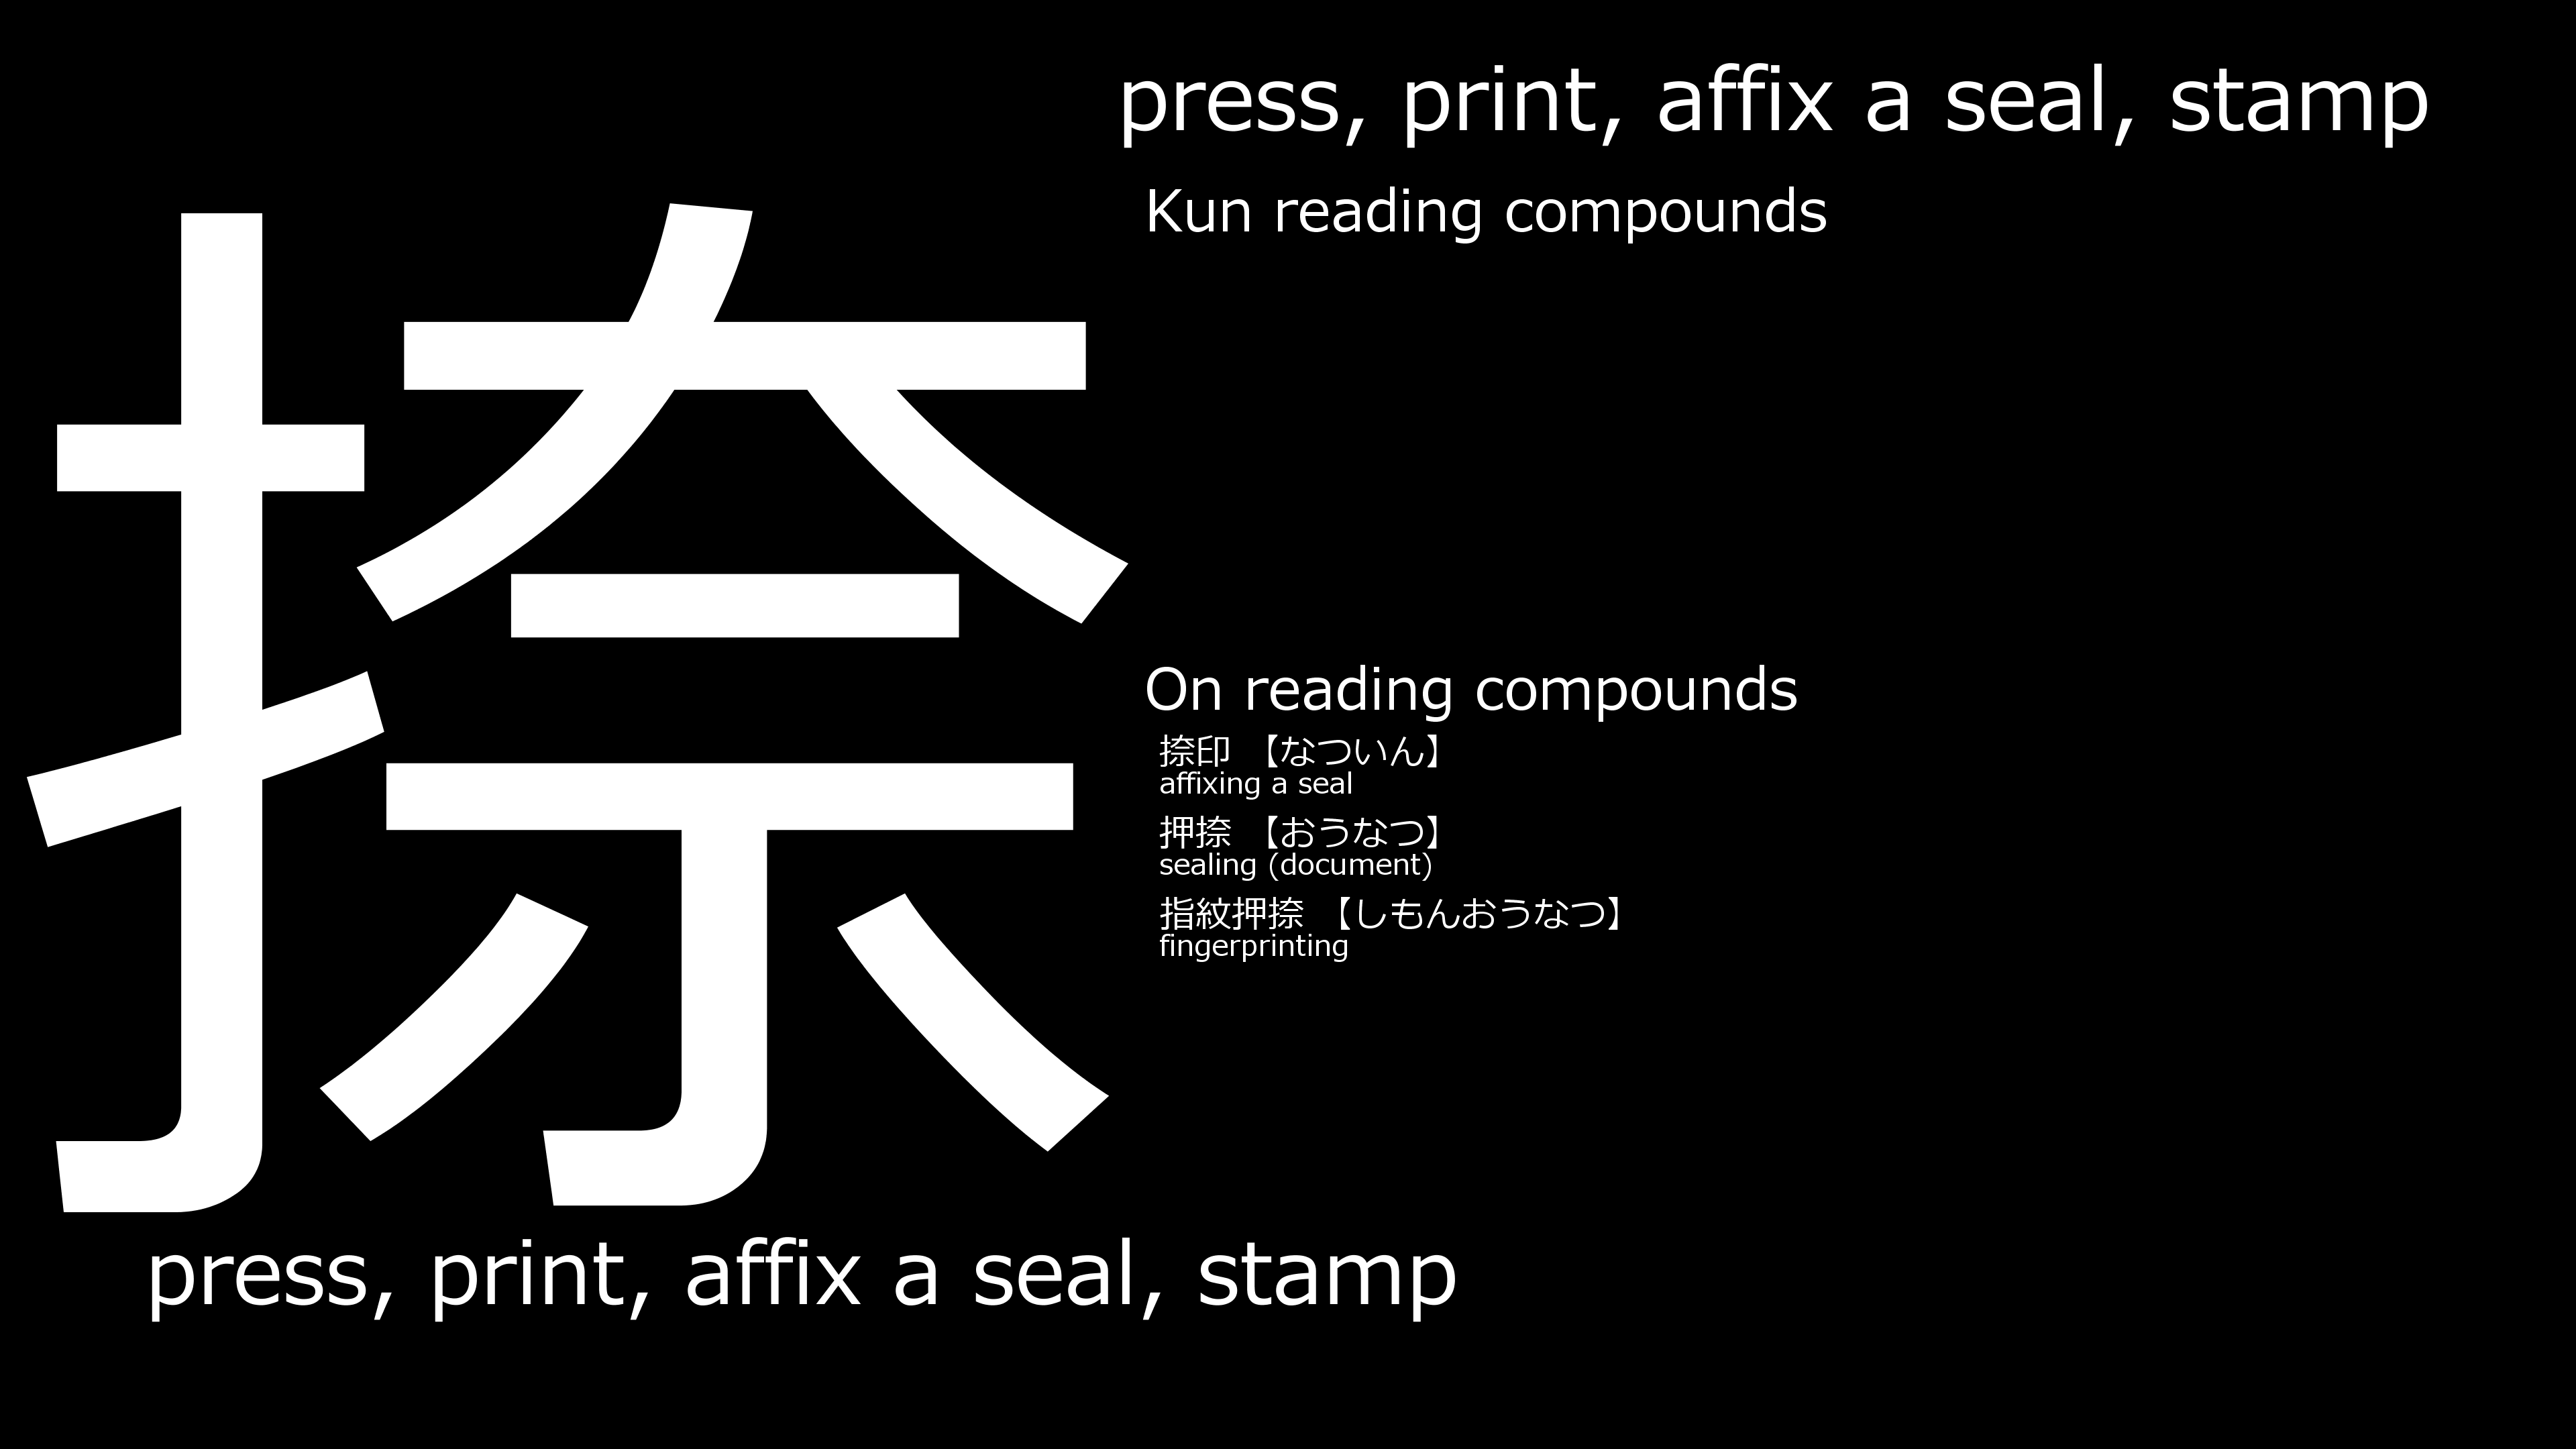 捺
press, print, affix a seal, stamp
Kun reading compounds
On reading compounds
捺印 【なついん】
affixing a seal
押捺 【おうなつ】
sealing (document)
指紋押捺 【しもんおうなつ】
fingerprinting
press, print, affix a seal, stamp